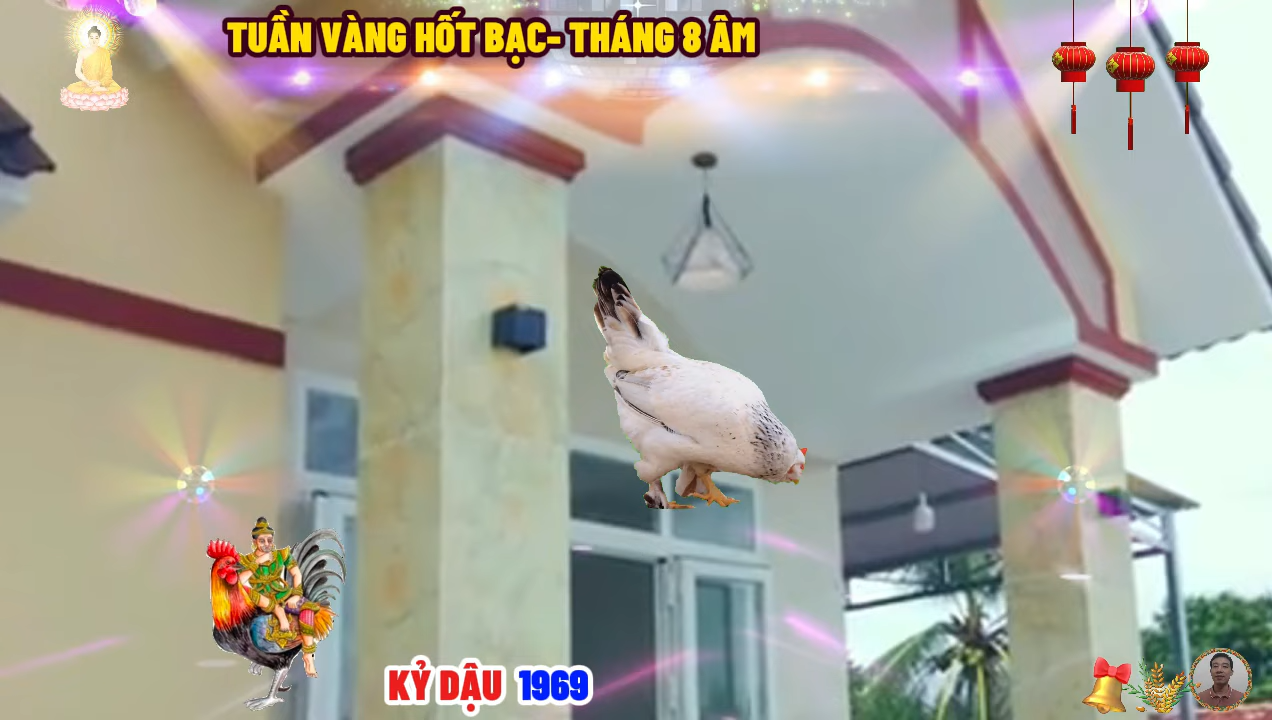 TUẦN VÀNG HỐT BẠC- THÁNG 8 ÂM
KỶ DẬU 1969